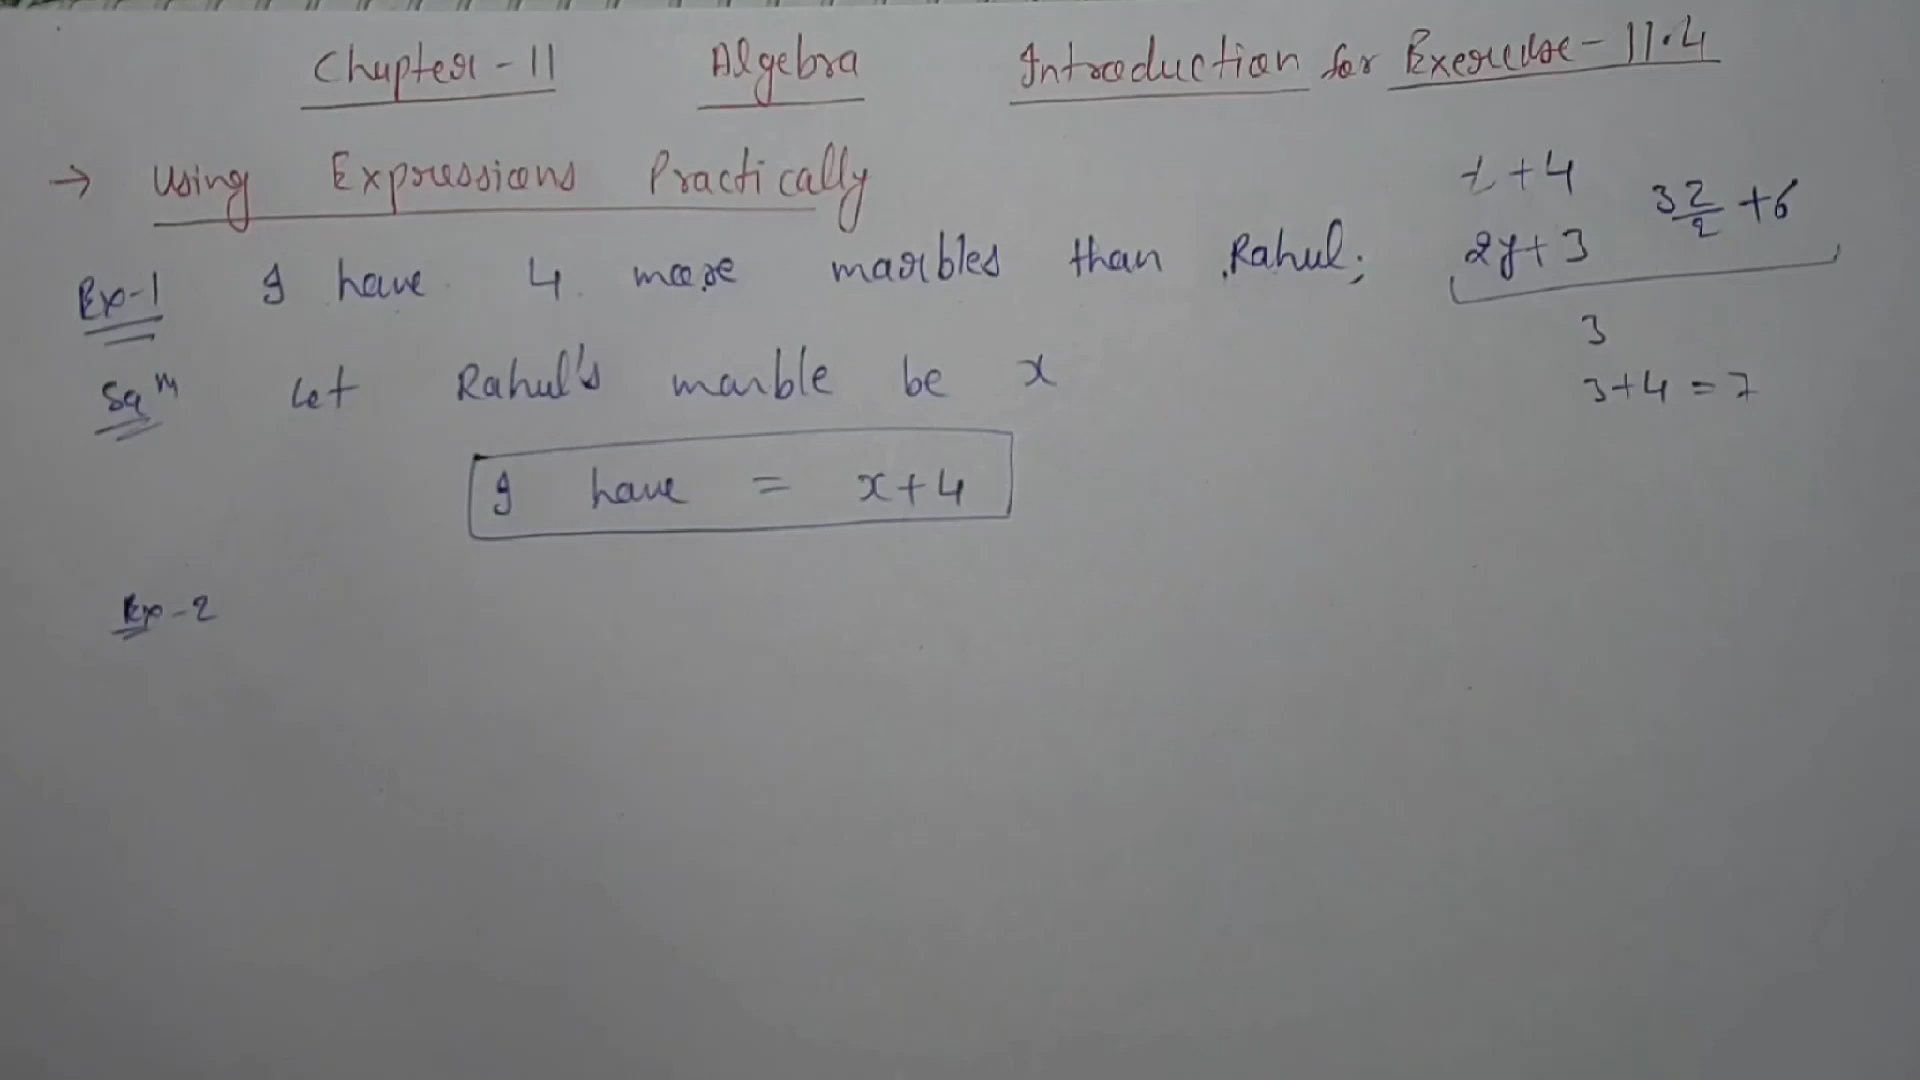 Chapter - 11 Algebra Introduction for Exercise - 11.4
→ Using Expressions Practically
x + 4
2y + 3
3z/2 + 6
Ex-1 I have 4 more marbles than Rahul;
3
3 + 4 = 7
Solⁿ Let Rahul's marble be x
I have = x + 4
Ex - 2